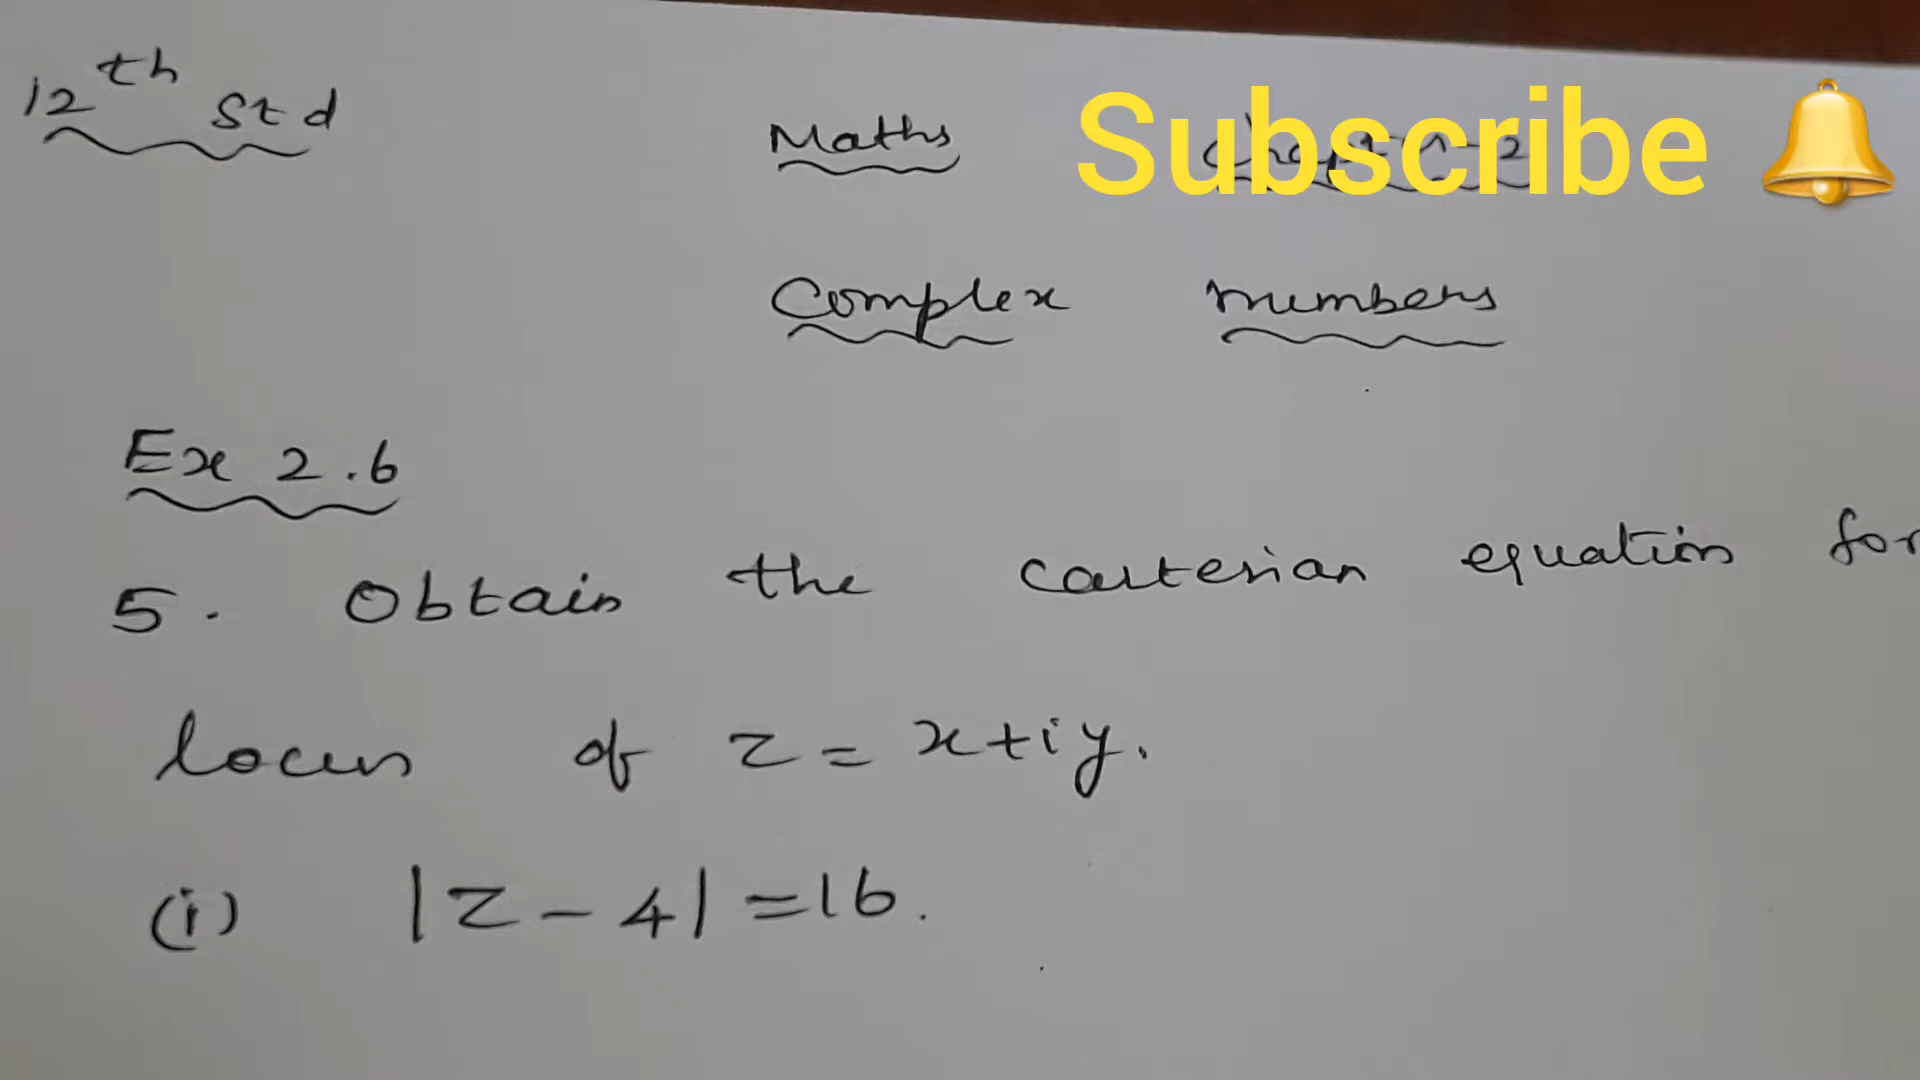 12th Std
Maths Subscribe 🔔
Complex numbers
Ex 2.6
5. Obtain the cartesian equation for
locus of z = x+iy.
(i) |z - 4| = 16.